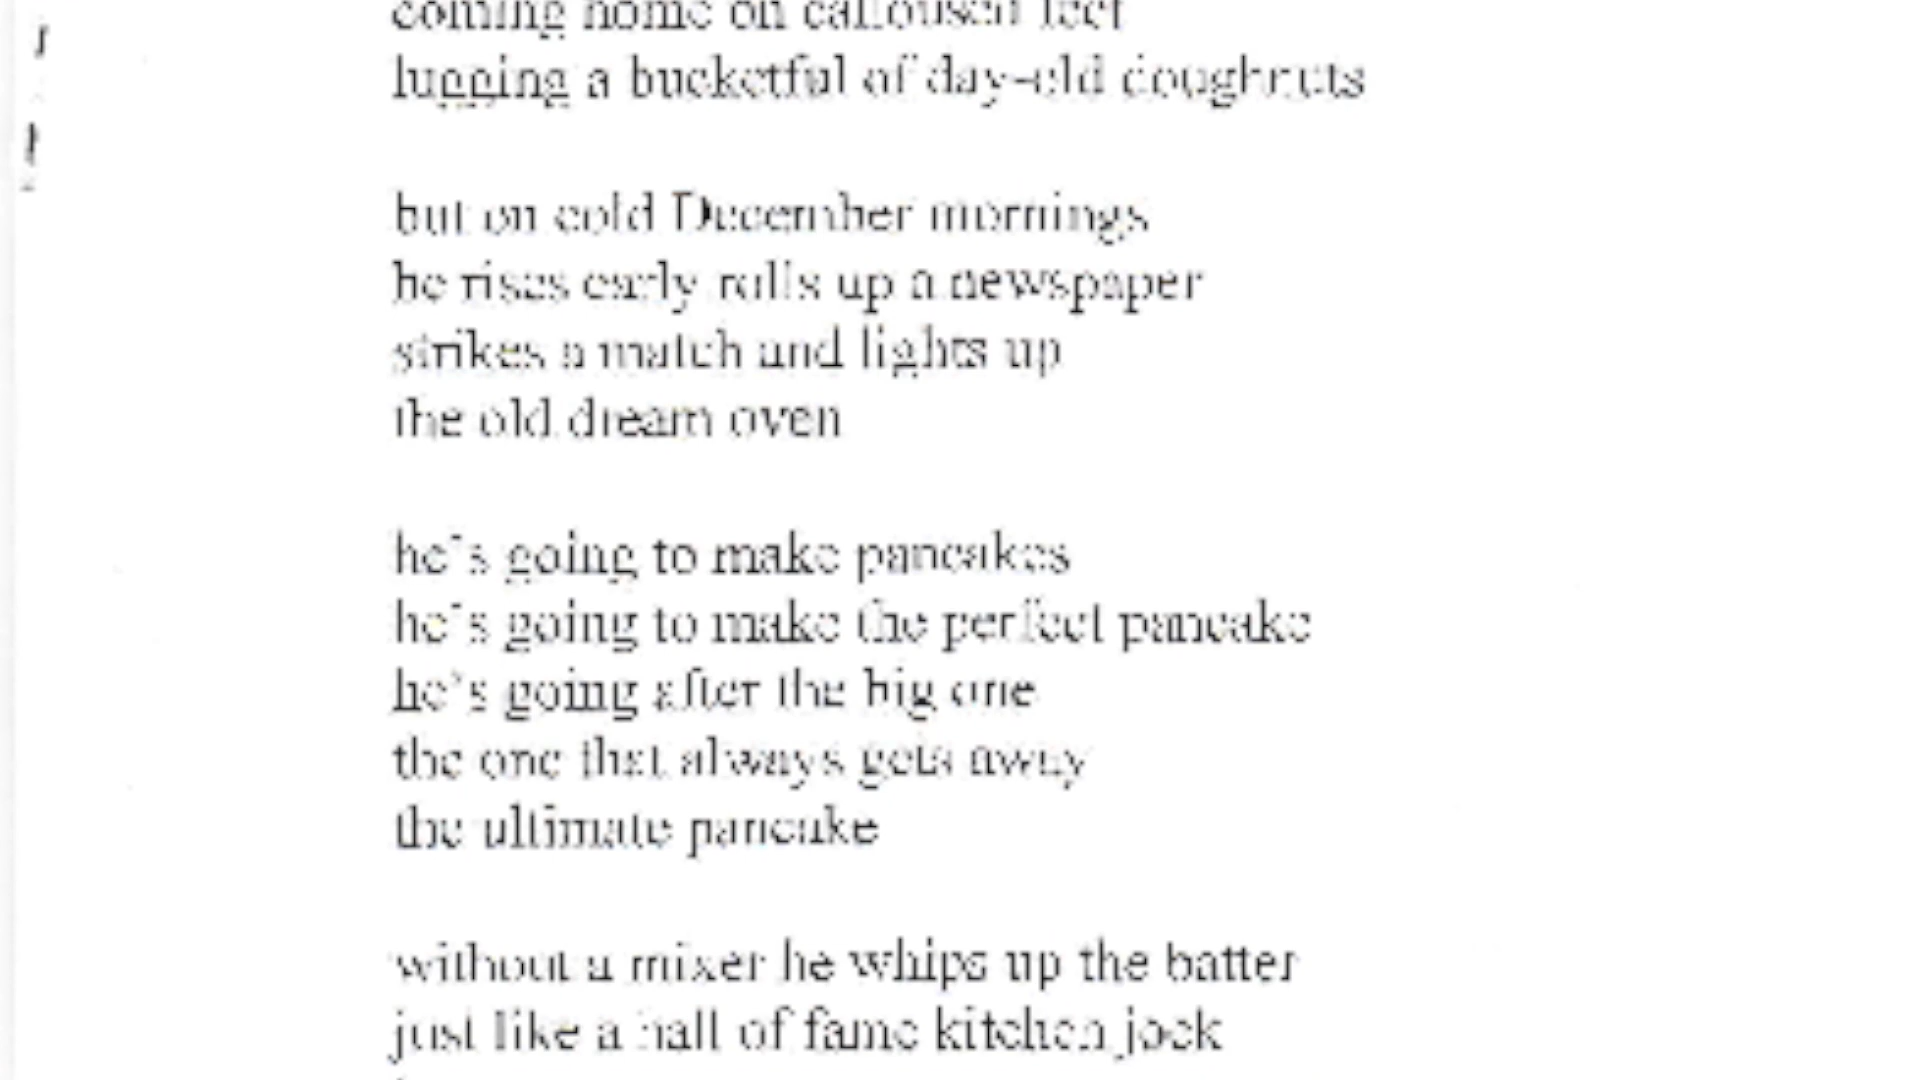 coming home on calloused feet
lugging a bucketful of day-old doughnuts
but on cold December mornings
he rises early rolls up a newspaper
strikes a match and lights up
the old dream oven
he's going to make pancakes
he's going to make the perfect pancake
he's going after the big one
the one that always gets away
the ultimate pancake
without a mixer he whips up the batter
just like a hall of fame kitchen jock